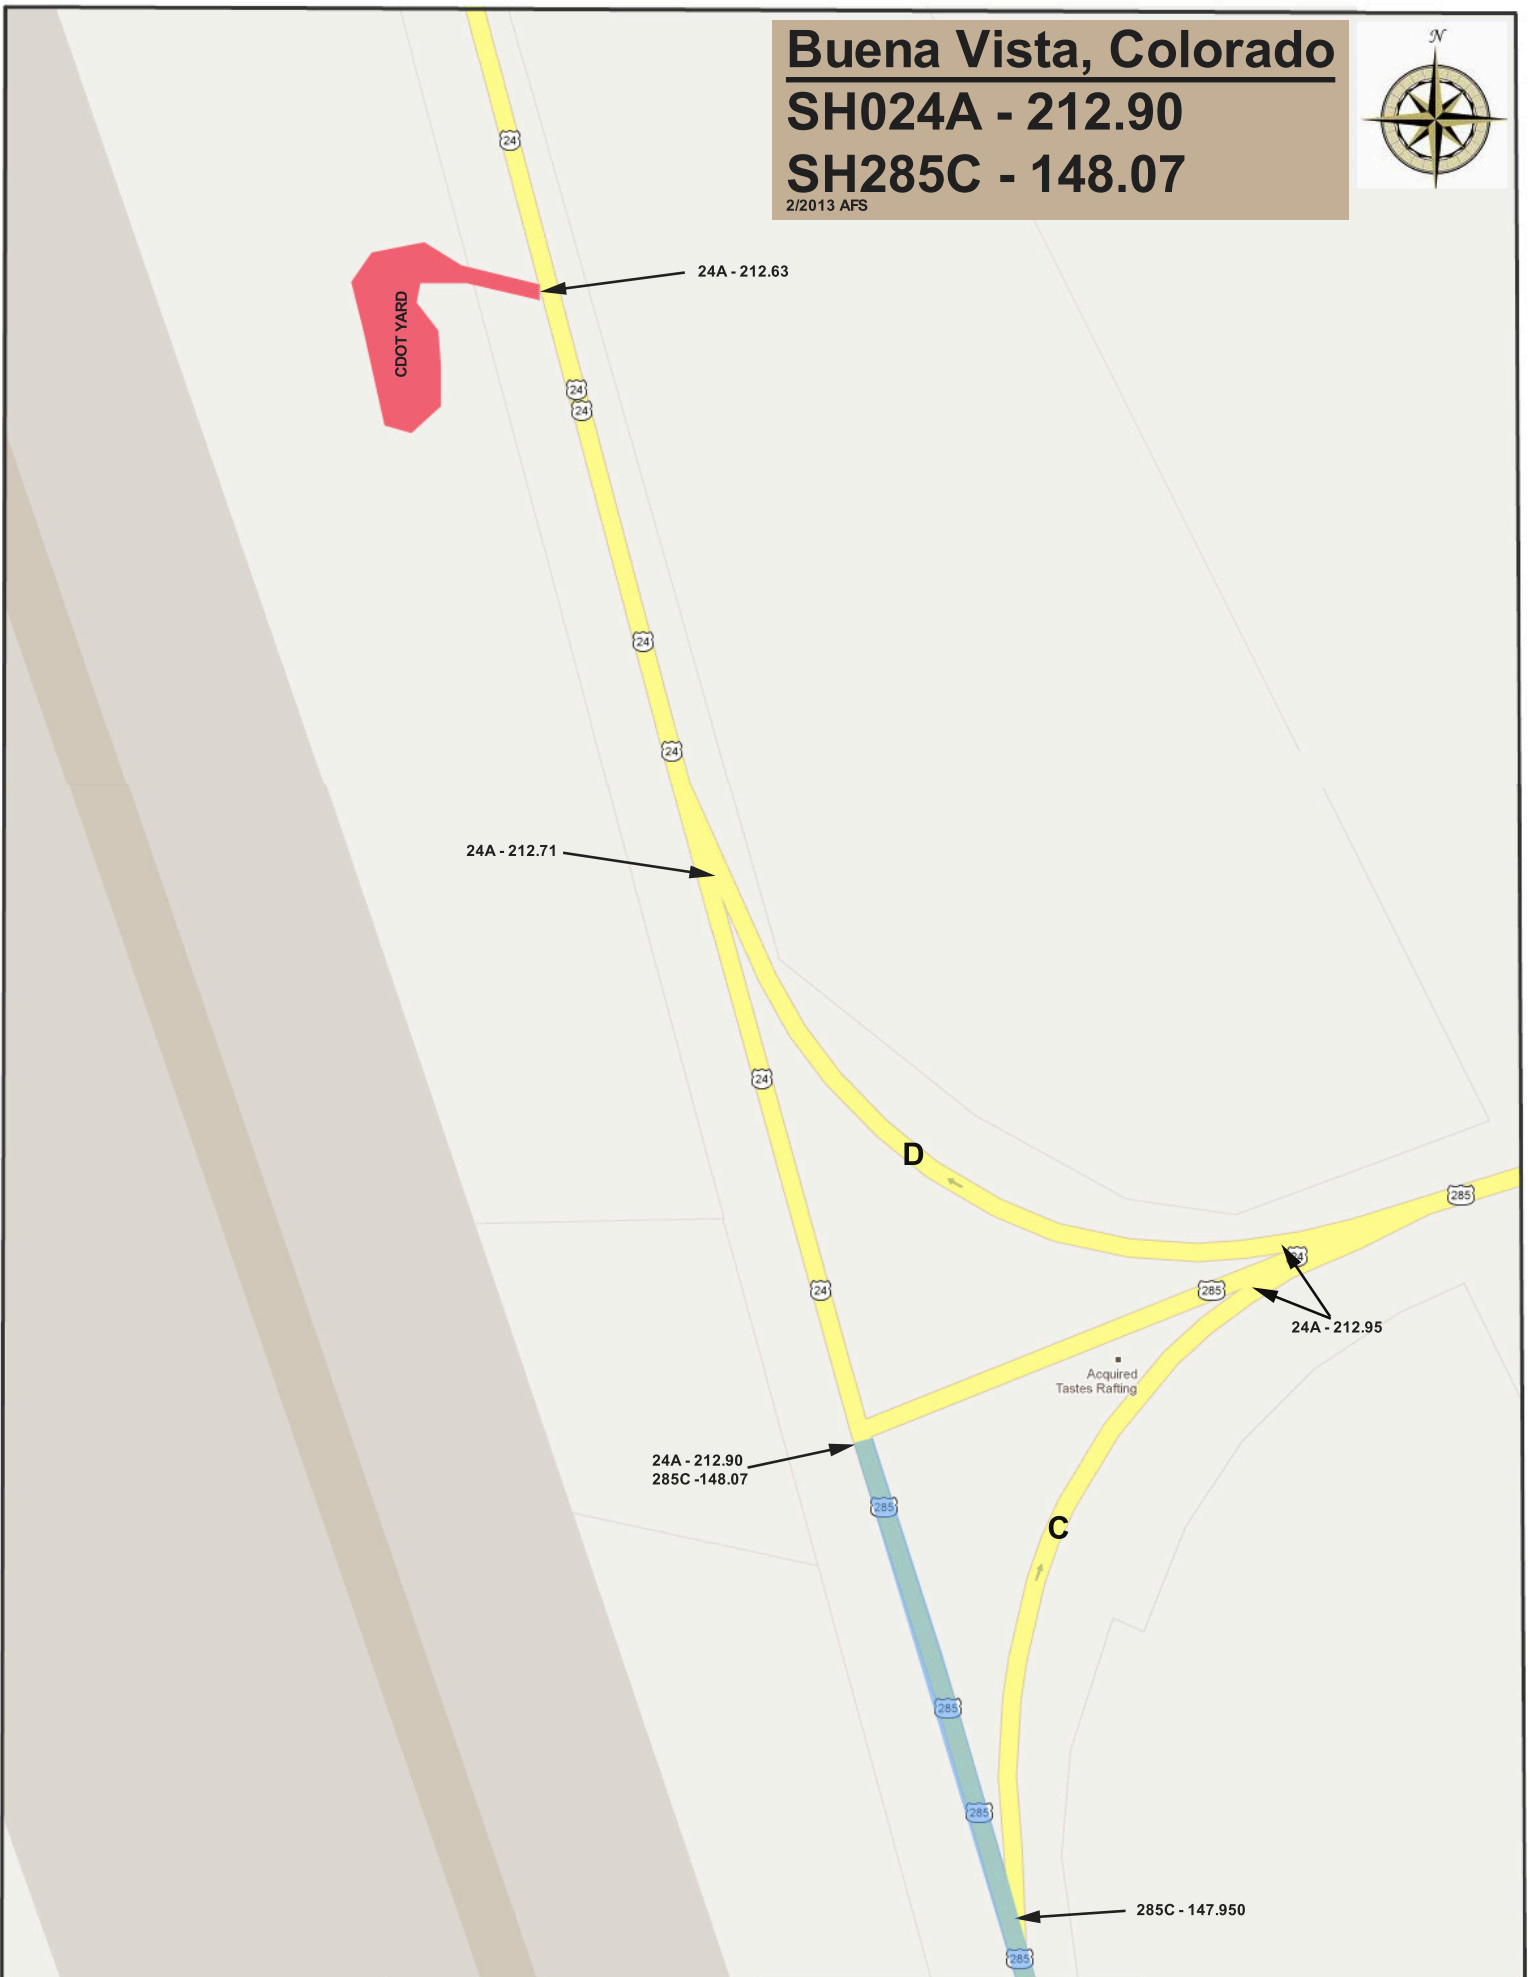 Buena Vista, Colorado
SH024A - 212.90
SH285C - 148.07
2/2013 AFS
N
24
24A - 212.63
CDOT YARD
24
24
24
24
24A - 212.71
24
D
285
24
24
285
24A - 212.95
Acquired
Tastes Rafting
24A - 212.90
285C -148.07
285
C
285
285
285C - 147.950
285